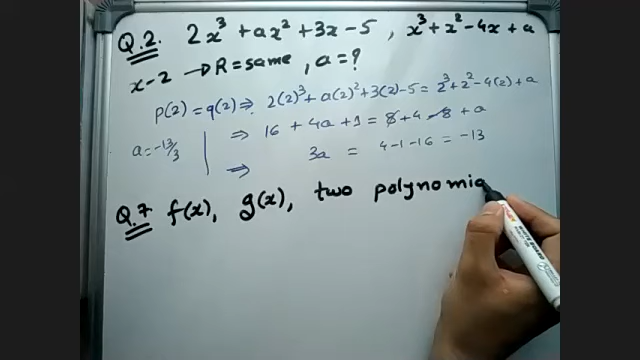 Q.2. 2x³ + ax² + 3x - 5 , x³ + x² - 4x + a
x - 2 → R = same , a = ?
p(2) = q(2) ⇒ 2(2)³ + a(2)² + 3(2) - 5 = 2³ + 2² - 4(2) + a
⇒ 16 + 4a + 1 = 8 + 4 - 8 + a
a = -13/3 ⇒ 3a = 4 - 1 - 16 = -13
Q.7 f(x), g(x), two polynomia